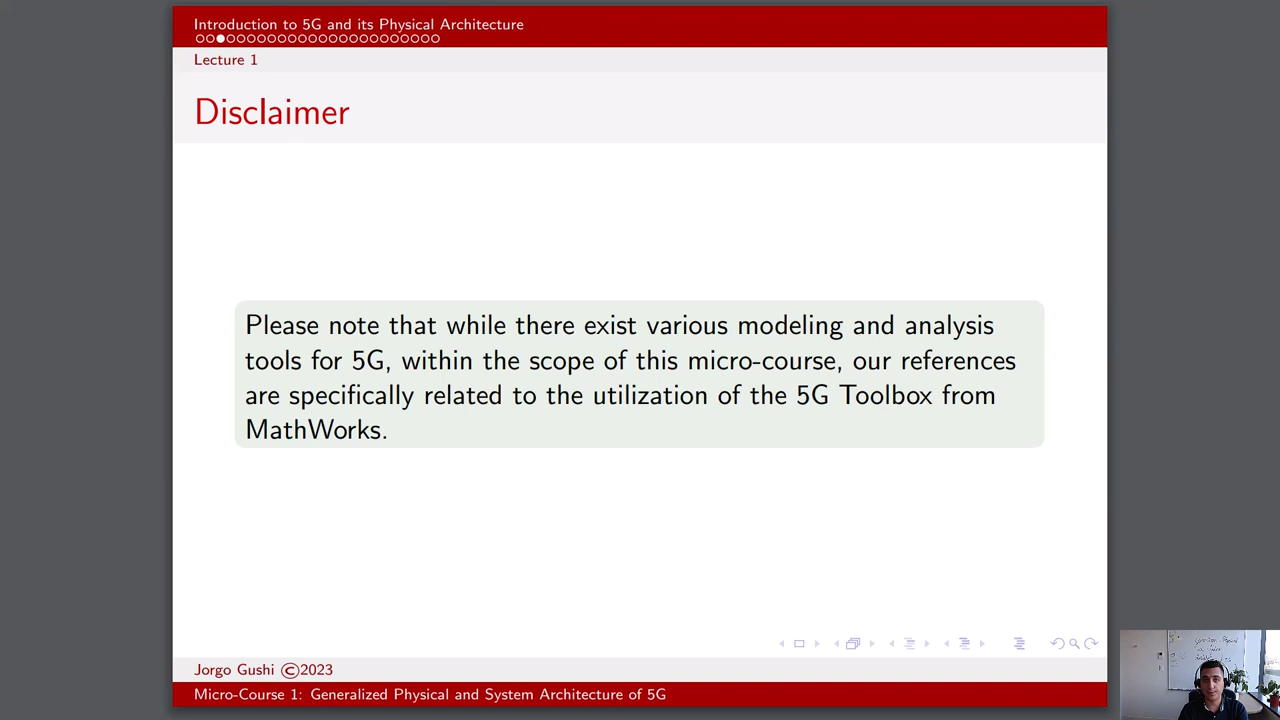 Introduction to 5G and its Physical Architecture
Lecture 1
Disclaimer
Please note that while there exist various modeling and analysis
tools for 5G, within the scope of this micro-course, our references
are specifically related to the utilization of the 5G Toolbox from
MathWorks.
Jorgo Gushi ©2023
Micro-Course 1: Generalized Physical and System Architecture of 5G